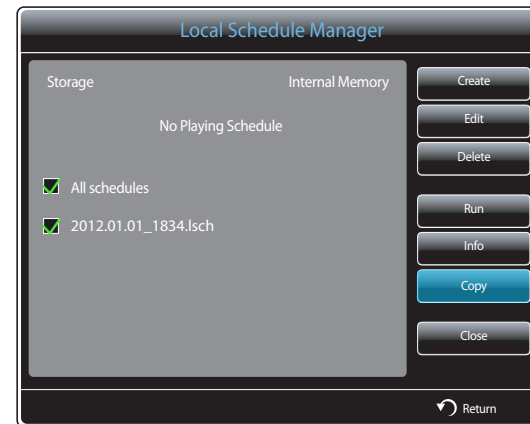 Local Schedule Manager
Storage Internal Memory
No Playing Schedule
All schedules
2012.01.01_1834.lsch
Create
Edit
Delete
Run
Info
Copy
Close
Return